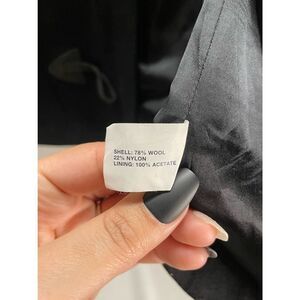 SHELL: 78% WOOL
22% NYLON
LINING: 100% ACETATE